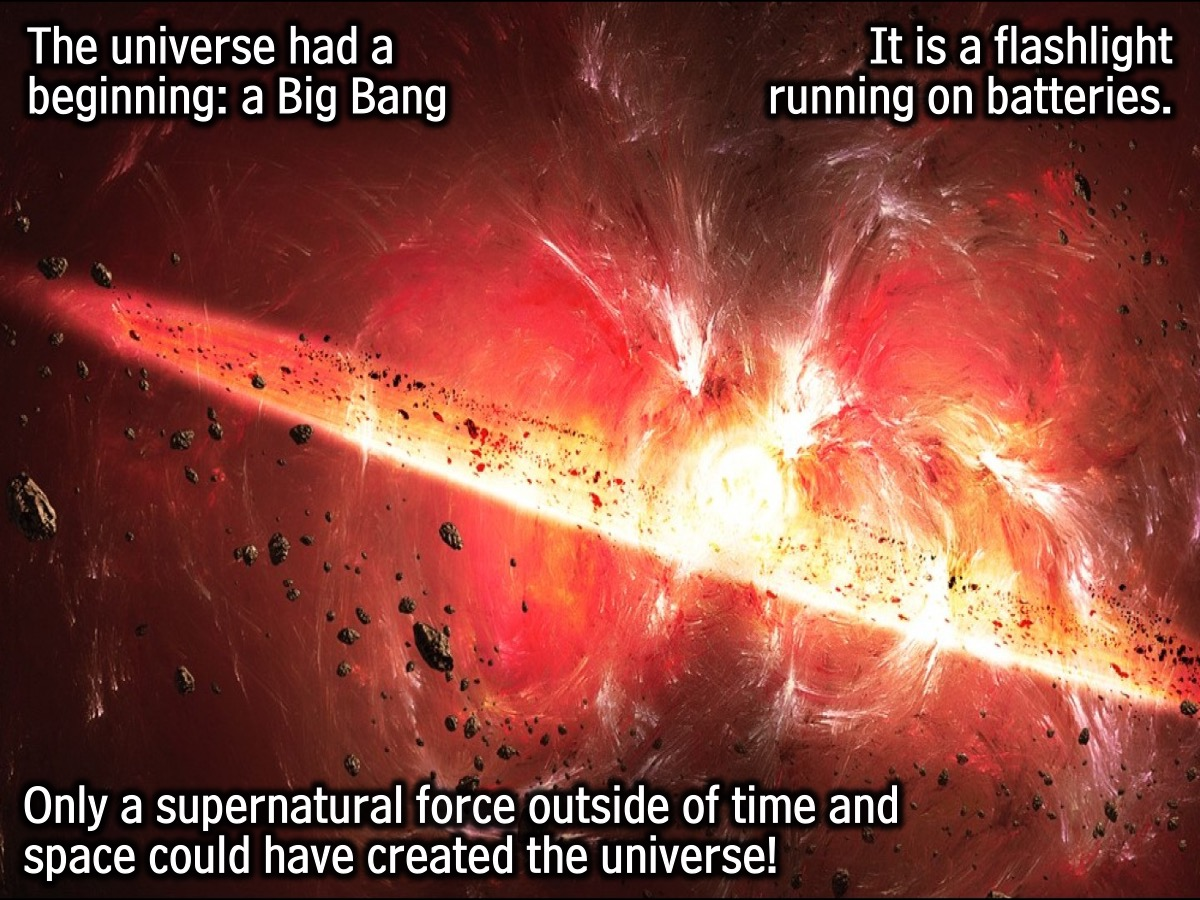 The universe had a
beginning: a Big Bang
It is a flashlight
running on batteries.
Only a supernatural force outside of time and
space could have created the universe!